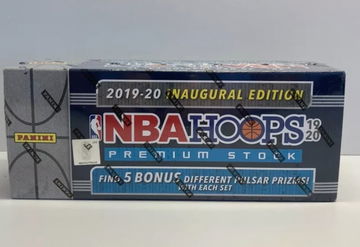 2019-20 INAUGURAL EDITION
PANINI
NBA HOOPS 19
20
PREMIUM STOCK
FIND 5 BONUS DIFFERENT PULSAR PRIZMS!
WITH EACH SET